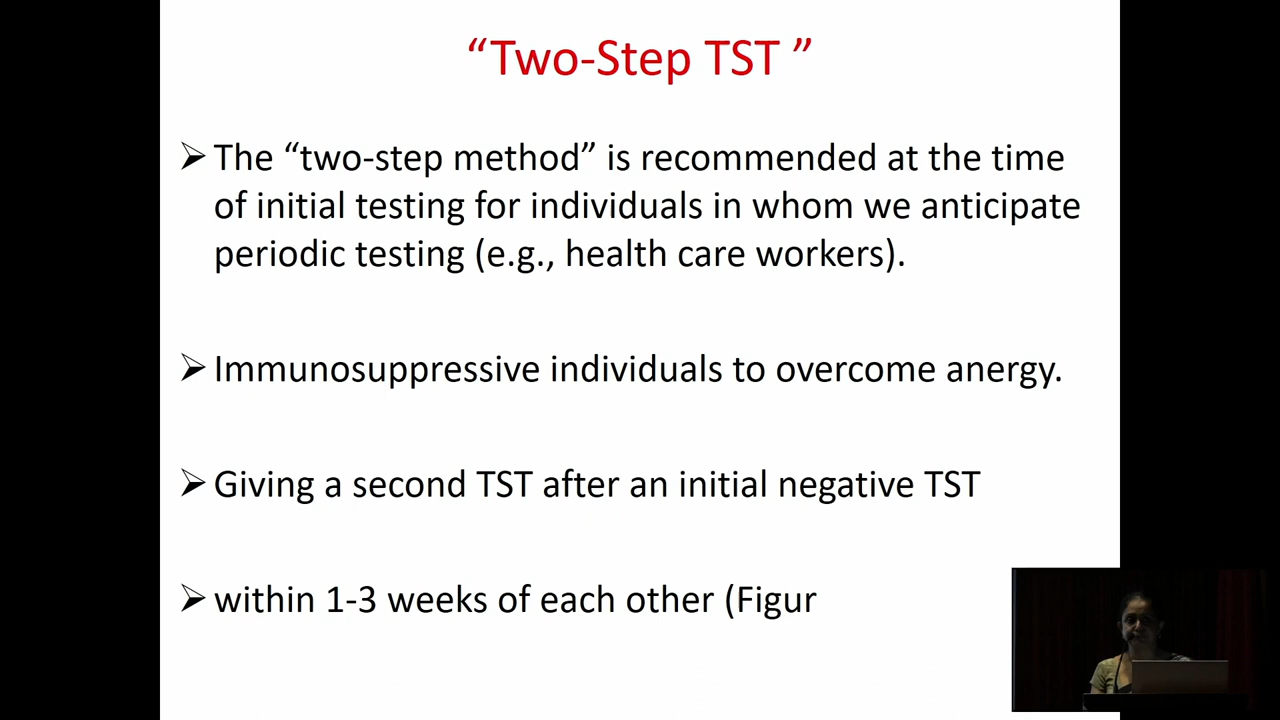 “Two-Step TST ”
➢ The “two-step method” is recommended at the time
of initial testing for individuals in whom we anticipate
periodic testing (e.g., health care workers).
➢ Immunosuppressive individuals to overcome anergy.
➢ Giving a second TST after an initial negative TST
➢ within 1-3 weeks of each other (Figur